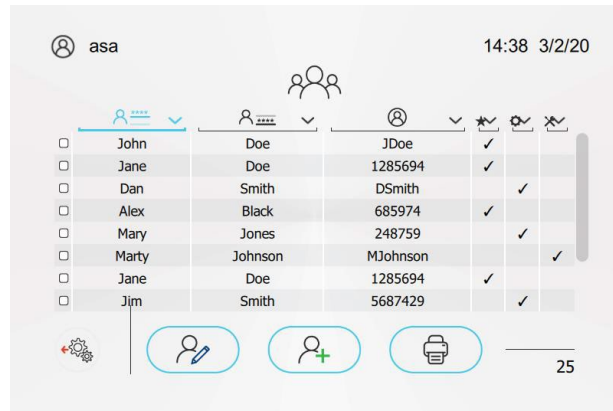 asa 14:38 3/2/20
John Doe JDoe ✓
Jane Doe 1285694 ✓
Dan Smith DSmith ✓
Alex Black 685974 ✓
Mary Jones 248759 ✓
Marty Johnson MJohnson ✓
Jane Doe 1285694 ✓
Jim Smith 5687429 ✓
25